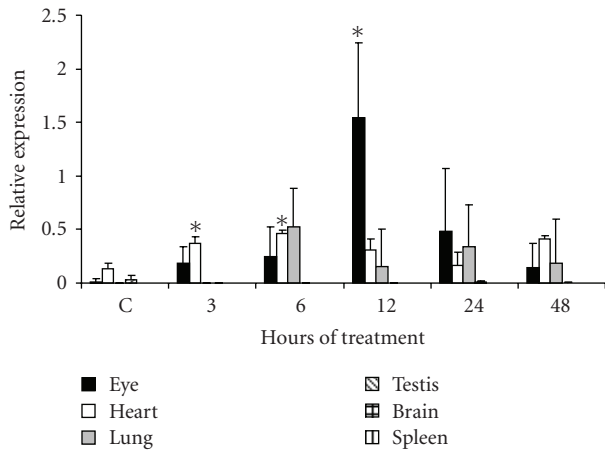 2.5
2
1.5
1
0.5
0
Relative expression
*
*
*
C 3 6 12 24 48
Hours of treatment
Eye
Heart
Lung
Testis
Brain
Spleen